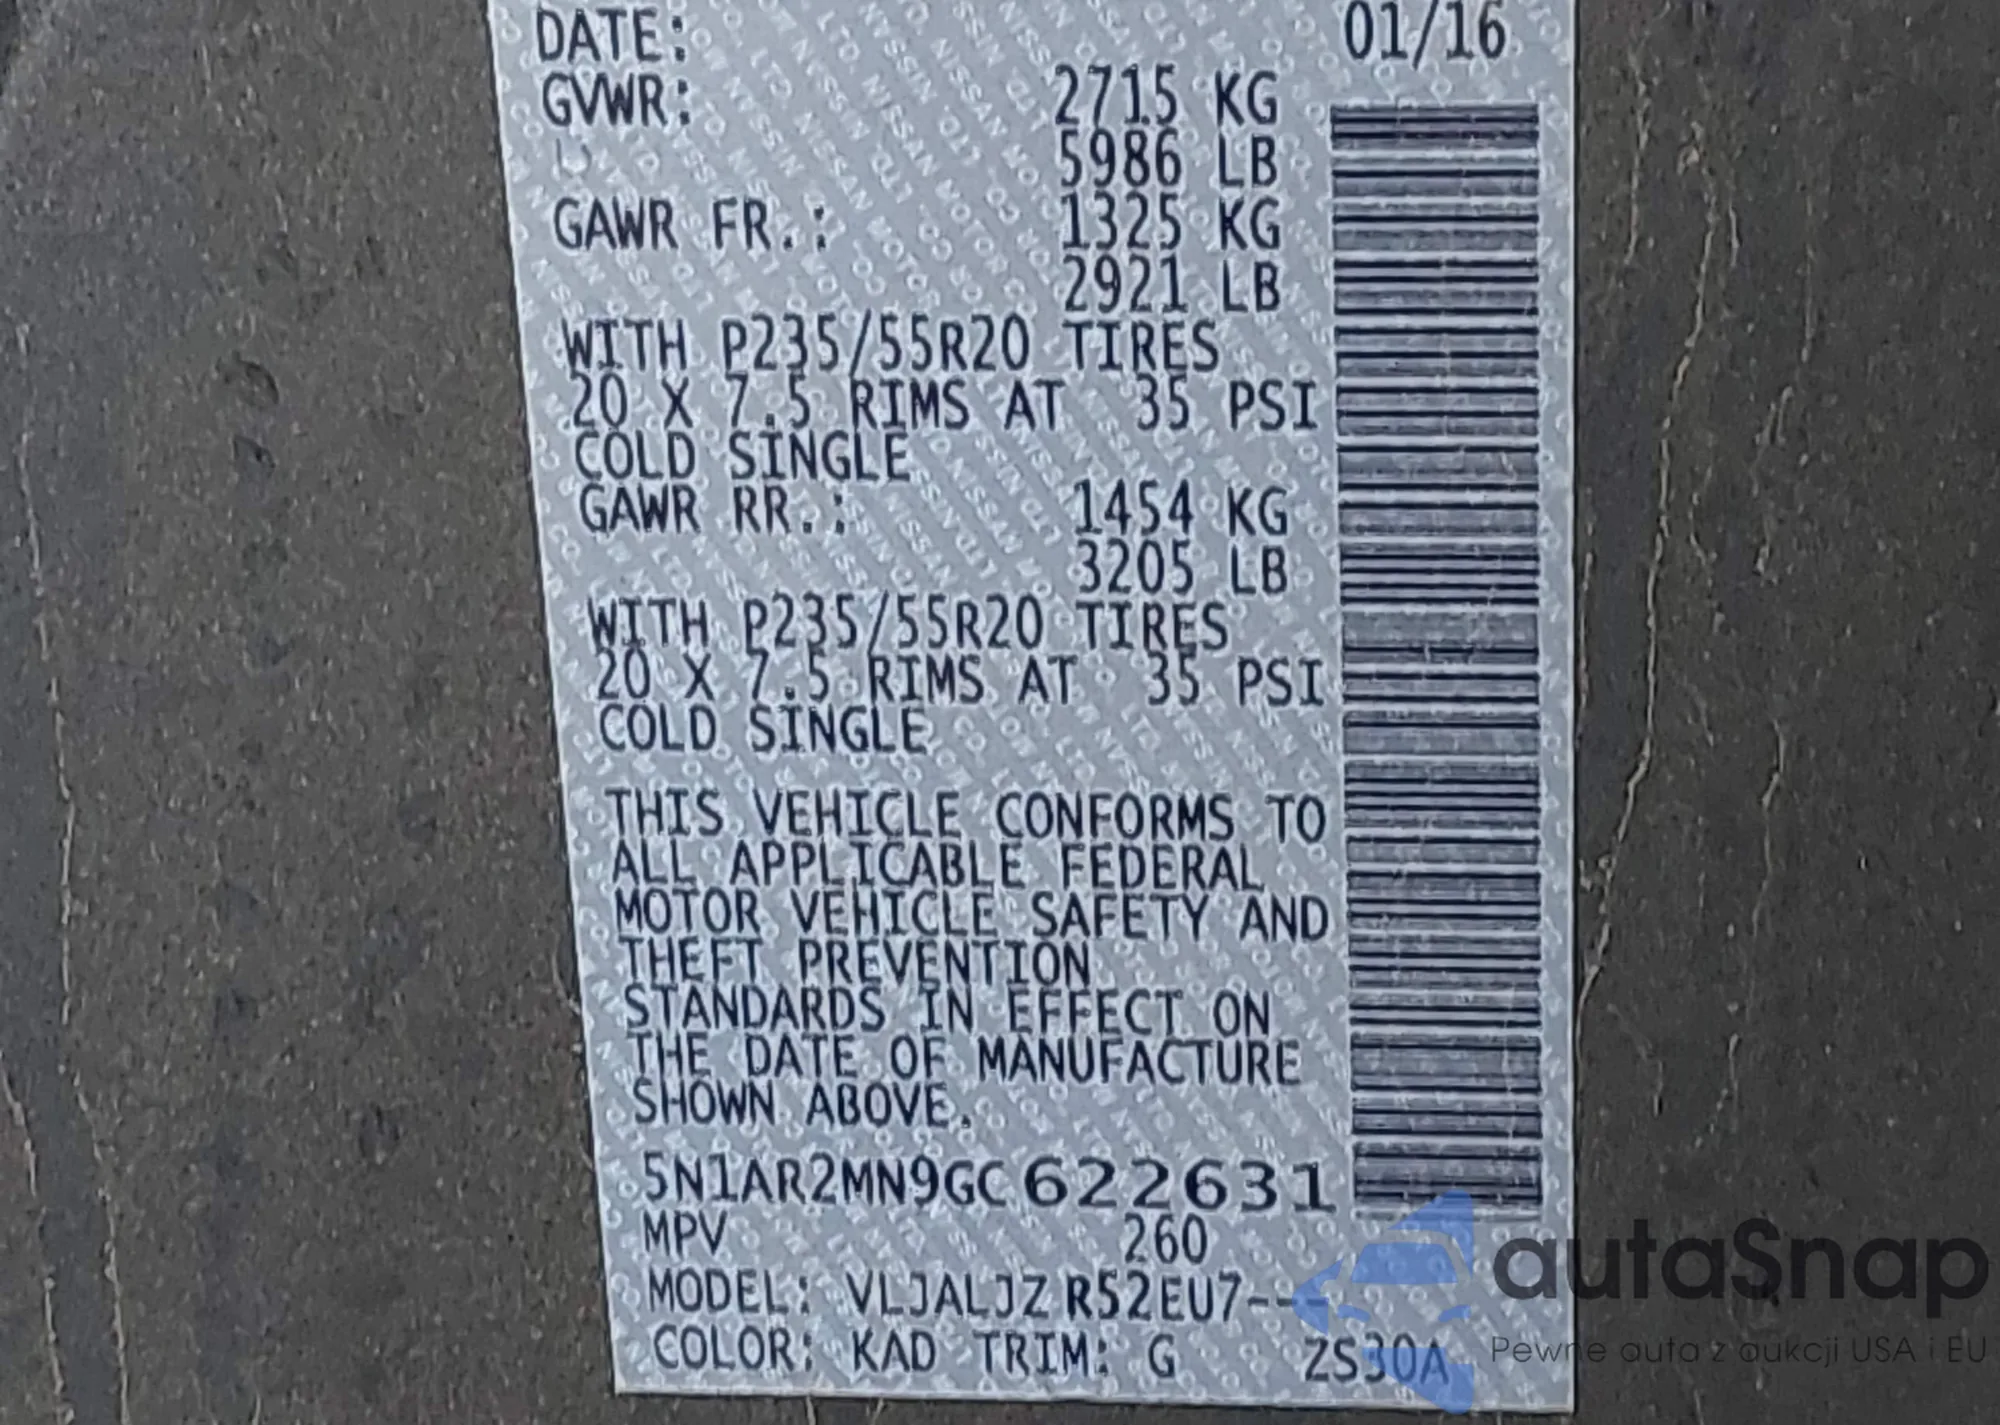 DATE: 01/16
GVWR: 2715 KG
5986 LB
GAWR FR.: 1325 KG
2921 LB
WITH P235/55R20 TIRES
20 X 7.5 RIMS AT 35 PSI
COLD SINGLE
GAWR RR.: 1454 KG
3205 LB
WITH P235/55R20 TIRES
20 X 7.5 RIMS AT 35 PSI
COLD SINGLE
THIS VEHICLE CONFORMS TO
ALL APPLICABLE FEDERAL
MOTOR VEHICLE SAFETY AND
THEFT PREVENTION
STANDARDS IN EFFECT ON
THE DATE OF MANUFACTURE
SHOWN ABOVE.
5N1AR2MN9GC622631
MPV 260
MODEL: VLJALJZ R52EU7---
COLOR: KAD TRIM: G ZS30A
autaSnap
Pewne auta z aukcji USA i EU